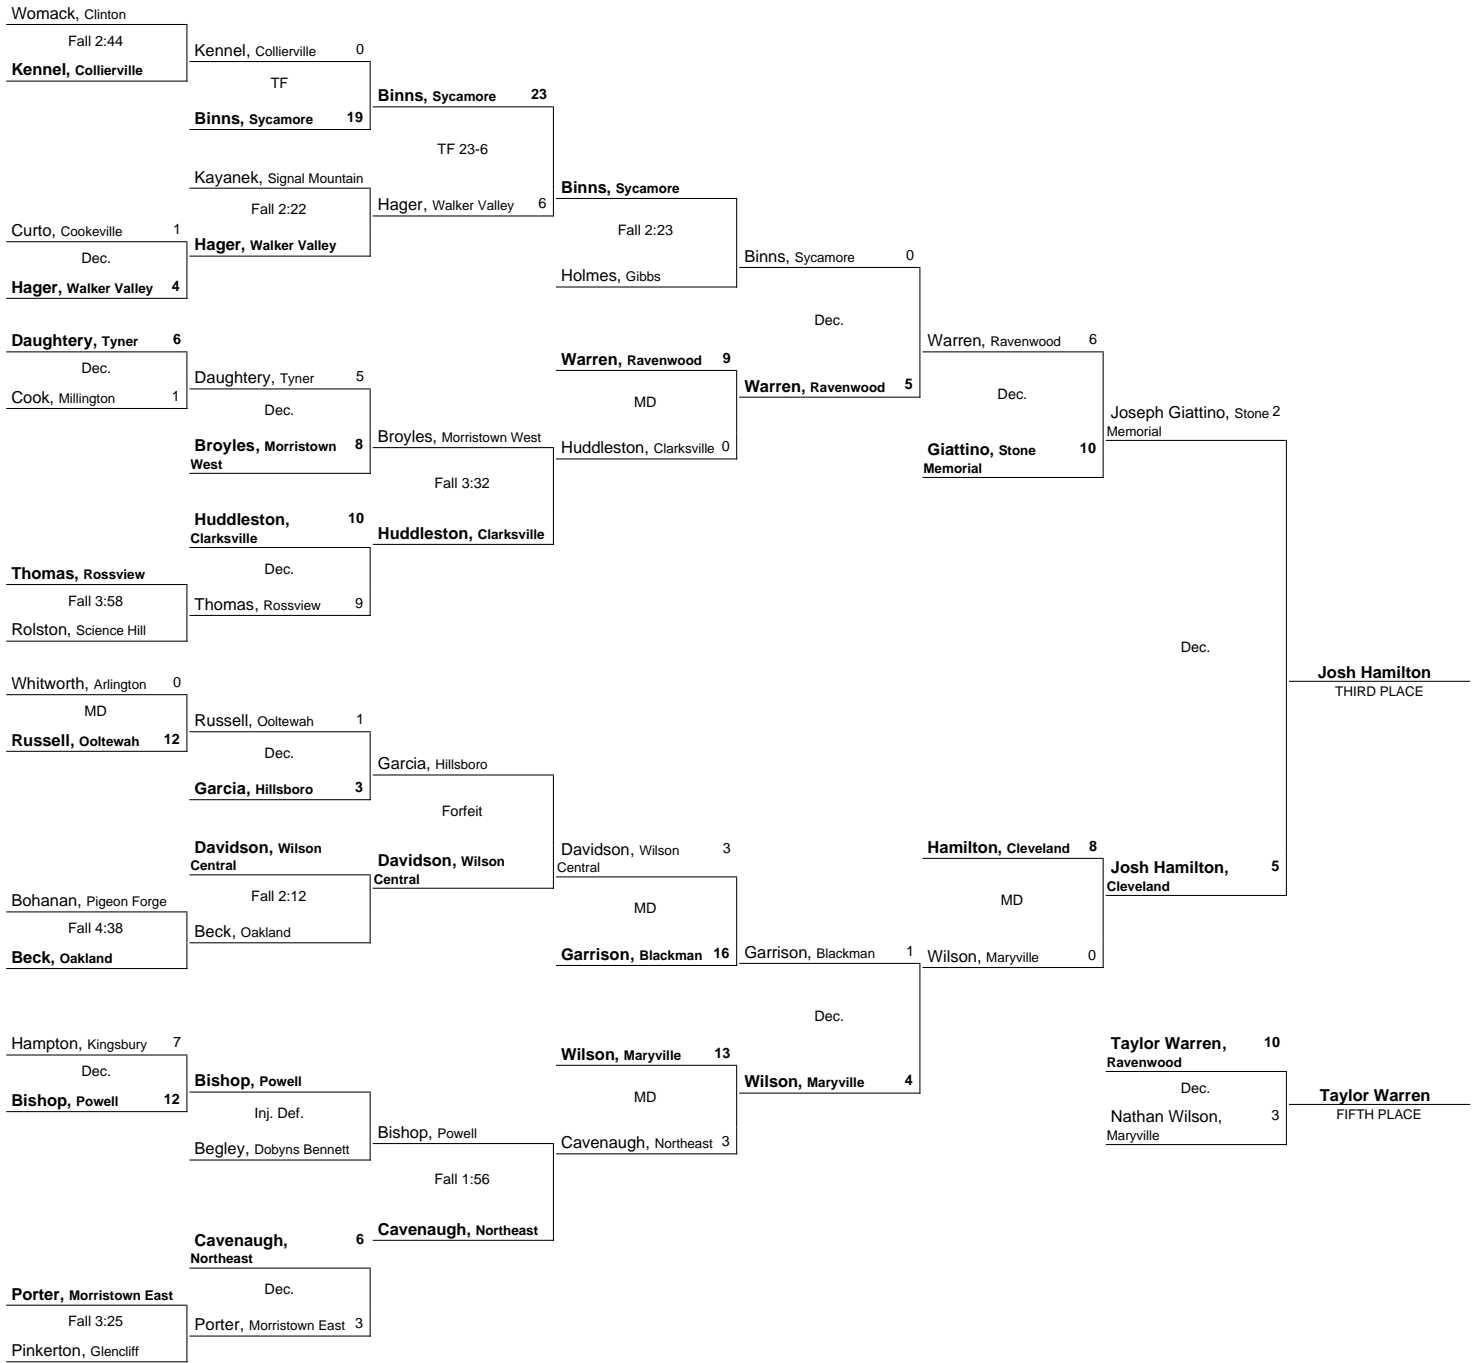 Womack, Clinton
Fall 2:44
Kennel, Collierville
Curto, Cookeville 1
Dec.
Hager, Walker Valley 4
Daughtery, Tyner 6
Dec.
Cook, Millington 1
Thomas, Rossview
Fall 3:58
Rolston, Science Hill
Whitworth, Arlington 0
MD
Russell, Ooltewah 12
Bohanan, Pigeon Forge
Fall 4:38
Beck, Oakland
Hampton, Kingsbury 7
Dec.
Bishop, Powell 12
Porter, Morristown East
Fall 3:25
Pinkerton, Glencliff
Kennel, Collierville 0
TF
Binns, Sycamore 19
Kayanek, Signal Mountain
Fall 2:22
Hager, Walker Valley
Daughtery, Tyner 5
Dec.
Broyles, Morristown 8
West
Huddleston, 10
Clarksville
Dec.
Thomas, Rossview 9
Russell, Ooltewah 1
Dec.
Garcia, Hillsboro 3
Davidson, Wilson
Central
Fall 2:12
Beck, Oakland
Bishop, Powell
Inj. Def.
Begley, Dobyns Bennett
Cavenaugh, 6
Northeast
Dec.
Porter, Morristown East 3
Binns, Sycamore 23
TF 23-6
Hager, Walker Valley 6
Broyles, Morristown West
Fall 3:32
Huddleston, Clarksville
Garcia, Hillsboro
Forfeit
Davidson, Wilson
Central
Bishop, Powell
Fall 1:56
Cavenaugh, Northeast
Binns, Sycamore
Fall 2:23
Holmes, Gibbs
Warren, Ravenwood 9
MD
Huddleston, Clarksville 0
Davidson, Wilson 3
Central
MD
Garrison, Blackman 16
Wilson, Maryville 13
MD
Cavenaugh, Northeast 3
Binns, Sycamore 0
Dec.
Warren, Ravenwood 5
Garrison, Blackman 1
Dec.
Wilson, Maryville 4
Warren, Ravenwood 6
Dec.
Giattino, Stone 10
Memorial
Hamilton, Cleveland 8
MD
Wilson, Maryville 0
Joseph Giattino, Stone 2
Memorial
Dec.
Josh Hamilton, 5
Cleveland
Josh Hamilton
THIRD PLACE
Taylor Warren, 10
Ravenwood
Dec.
Nathan Wilson, 3
Maryville
Taylor Warren
FIFTH PLACE